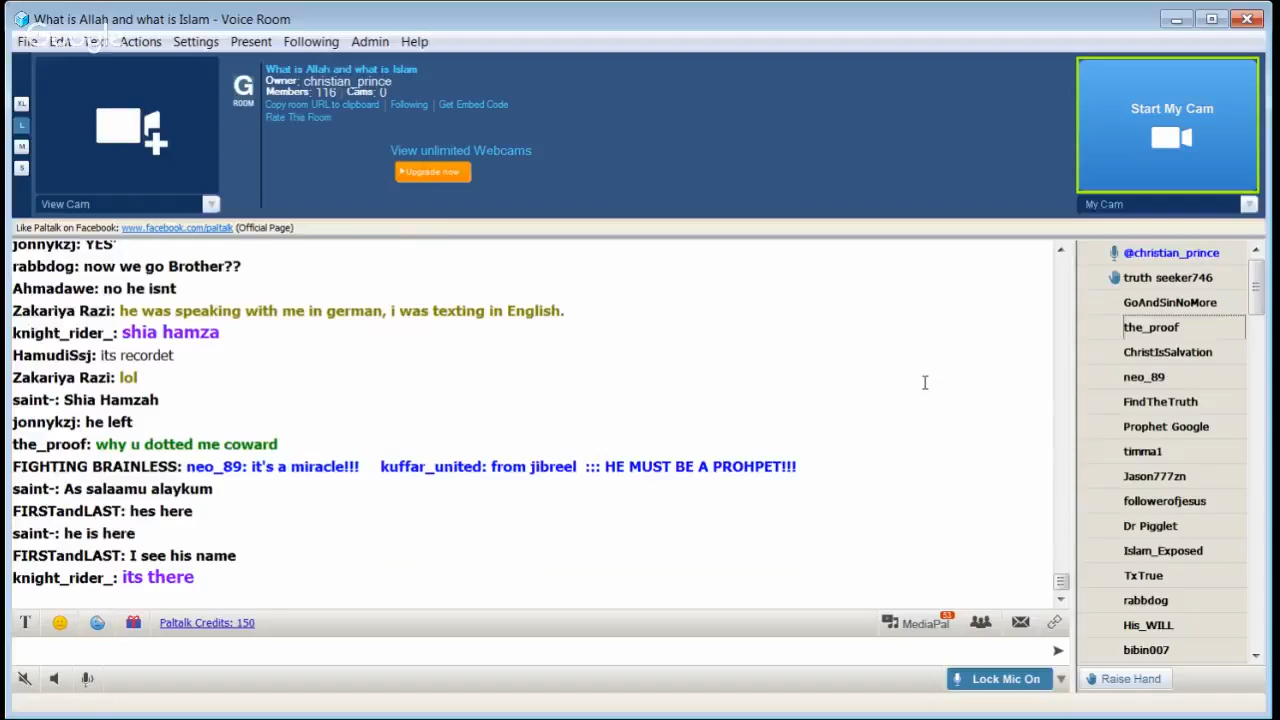 What is Allah and what is Islam - Voice Room
File Edit Text Actions Settings Present Following Admin Help
Google
XL
L
M
S
View Cam
G
ROOM
What is Allah and what is Islam
Owner: christian_prince
Members: 116 Cams: 0
Copy room URL to clipboard | Following | Get Embed Code
Rate This Room
View unlimited Webcams
Upgrade now
Start My Cam
My Cam
Like Paltalk on Facebook: www.facebook.com/paltalk (Official Page)
jonnykzj: YES'
rabbdog: now we go Brother??
Ahmadawe: no he isnt
Zakariya Razi: he was speaking with me in german, i was texting in English.
knight_rider_: shia hamza
HamudiSsj: its recordet
Zakariya Razi: lol
saint-: Shia Hamzah
jonnykzj: he left
the_proof: why u dotted me coward
FIGHTING BRAINLESS: neo_89: it's a miracle!!! kuffar_united: from jibreel ::: HE MUST BE A PROHPET!!!
saint-: As salaamu alaykum
FIRSTandLAST: hes here
saint-: he is here
FIRSTandLAST: I see his name
knight_rider_: its there
@christian_prince
truth seeker746
GoAndSinNoMore
the_proof
ChristIsSalvation
neo_89
FindTheTruth
Prophet Google
timma1
Jason777zn
followerofjesus
Dr Pigglet
Islam_Exposed
TxTrue
rabbdog
His_WILL
bibin007
T
Paltalk Credits: 150
MediaPal
53
Lock Mic On
Raise Hand